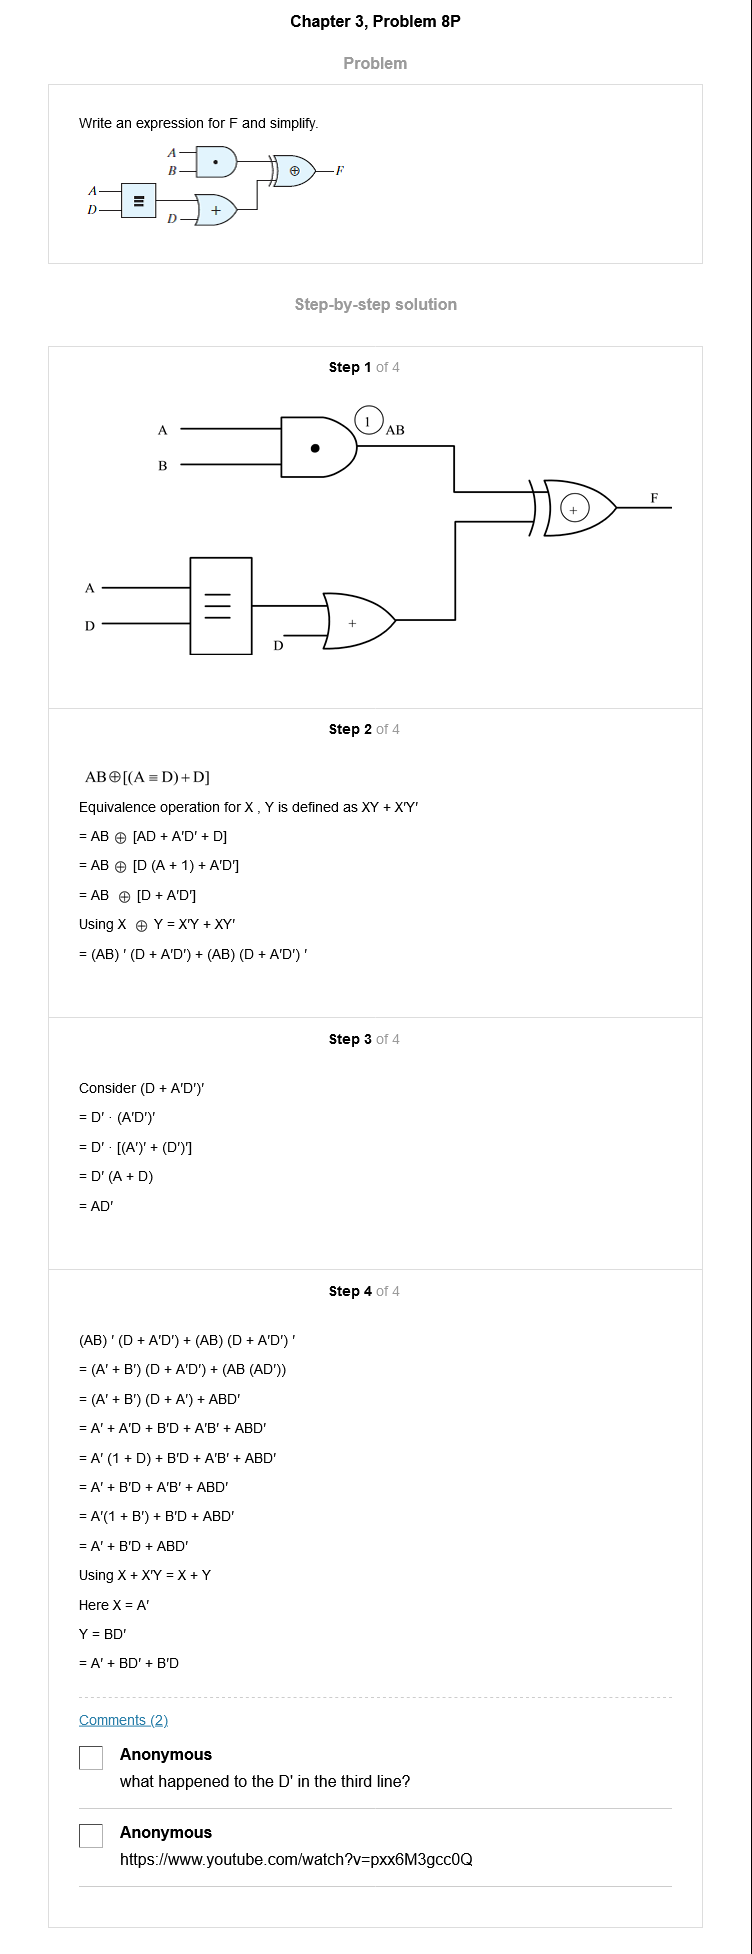 Chapter 3, Problem 8P
Problem
Write an expression for F and simplify.
A
B
•
⊕
F
A
D
≡
D
+
Step-by-step solution
Step 1 of 4
A
B
1
AB
+
F
A
D
D
+
Step 2 of 4
AB⊕[(A ≡ D)+D]
Equivalence operation for X , Y is defined as XY + X'Y'
= AB ⊕ [AD + A'D' + D]
= AB ⊕ [D (A + 1) + A'D']
= AB ⊕ [D + A'D']
Using X ⊕ Y = X'Y + XY'
= (AB) ' (D + A'D') + (AB) (D + A'D') '
Step 3 of 4
Consider (D + A'D')'
= D' · (A'D')'
= D' · [(A')' + (D')']
= D' (A + D)
= AD'
Step 4 of 4
(AB) ' (D + A'D') + (AB) (D + A'D') '
= (A' + B') (D + A'D') + (AB (AD'))
= (A' + B') (D + A') + ABD'
= A' + A'D + B'D + A'B' + ABD'
= A' (1 + D) + B'D + A'B' + ABD'
= A' + B'D + A'B' + ABD'
= A'(1 + B') + B'D + ABD'
= A' + B'D + ABD'
Using X + X'Y = X + Y
Here X = A'
Y = BD'
= A' + BD' + B'D
Comments (2)
Anonymous
what happened to the D' in the third line?
Anonymous
https://www.youtube.com/watch?v=pxx6M3gcc0Q